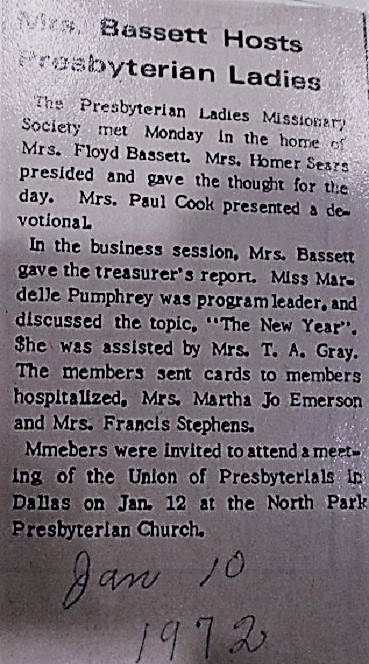 Mrs. Bassett Hosts
Presbyterian Ladies
The Presbyterian Ladies Missionary
Society met Monday in the home of
Mrs. Floyd Bassett. Mrs. Homer Sears
presided and gave the thought for the
day. Mrs. Paul Cook presented a de-
votional.
In the business session, Mrs. Bassett
gave the treasurer's report. Miss Mar-
delle Pumphrey was program leader, and
discussed the topic, "The New Year".
She was assisted by Mrs. T. A. Gray.
The members sent cards to members
hospitalized, Mrs. Martha Jo Emerson
and Mrs. Francis Stephens.
Mmebers were invited to attend a meet-
ing of the Union of Presbyterials in
Dallas on Jan. 12 at the North Park
Presbyterian Church.
Jan 10
1972